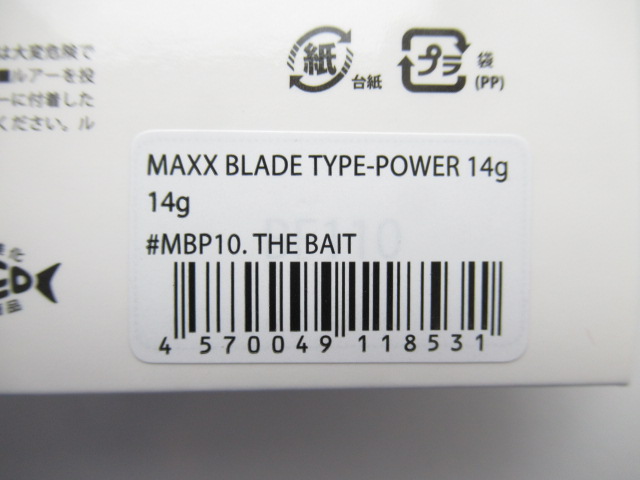 は大変危険で
■ルアーを投
ーに付着した
ください。ル
紙
台紙
プラ
袋
(PP)
MAXX BLADE TYPE-POWER 14g
14g
#MBP10. THE BAIT
4 570049 118531